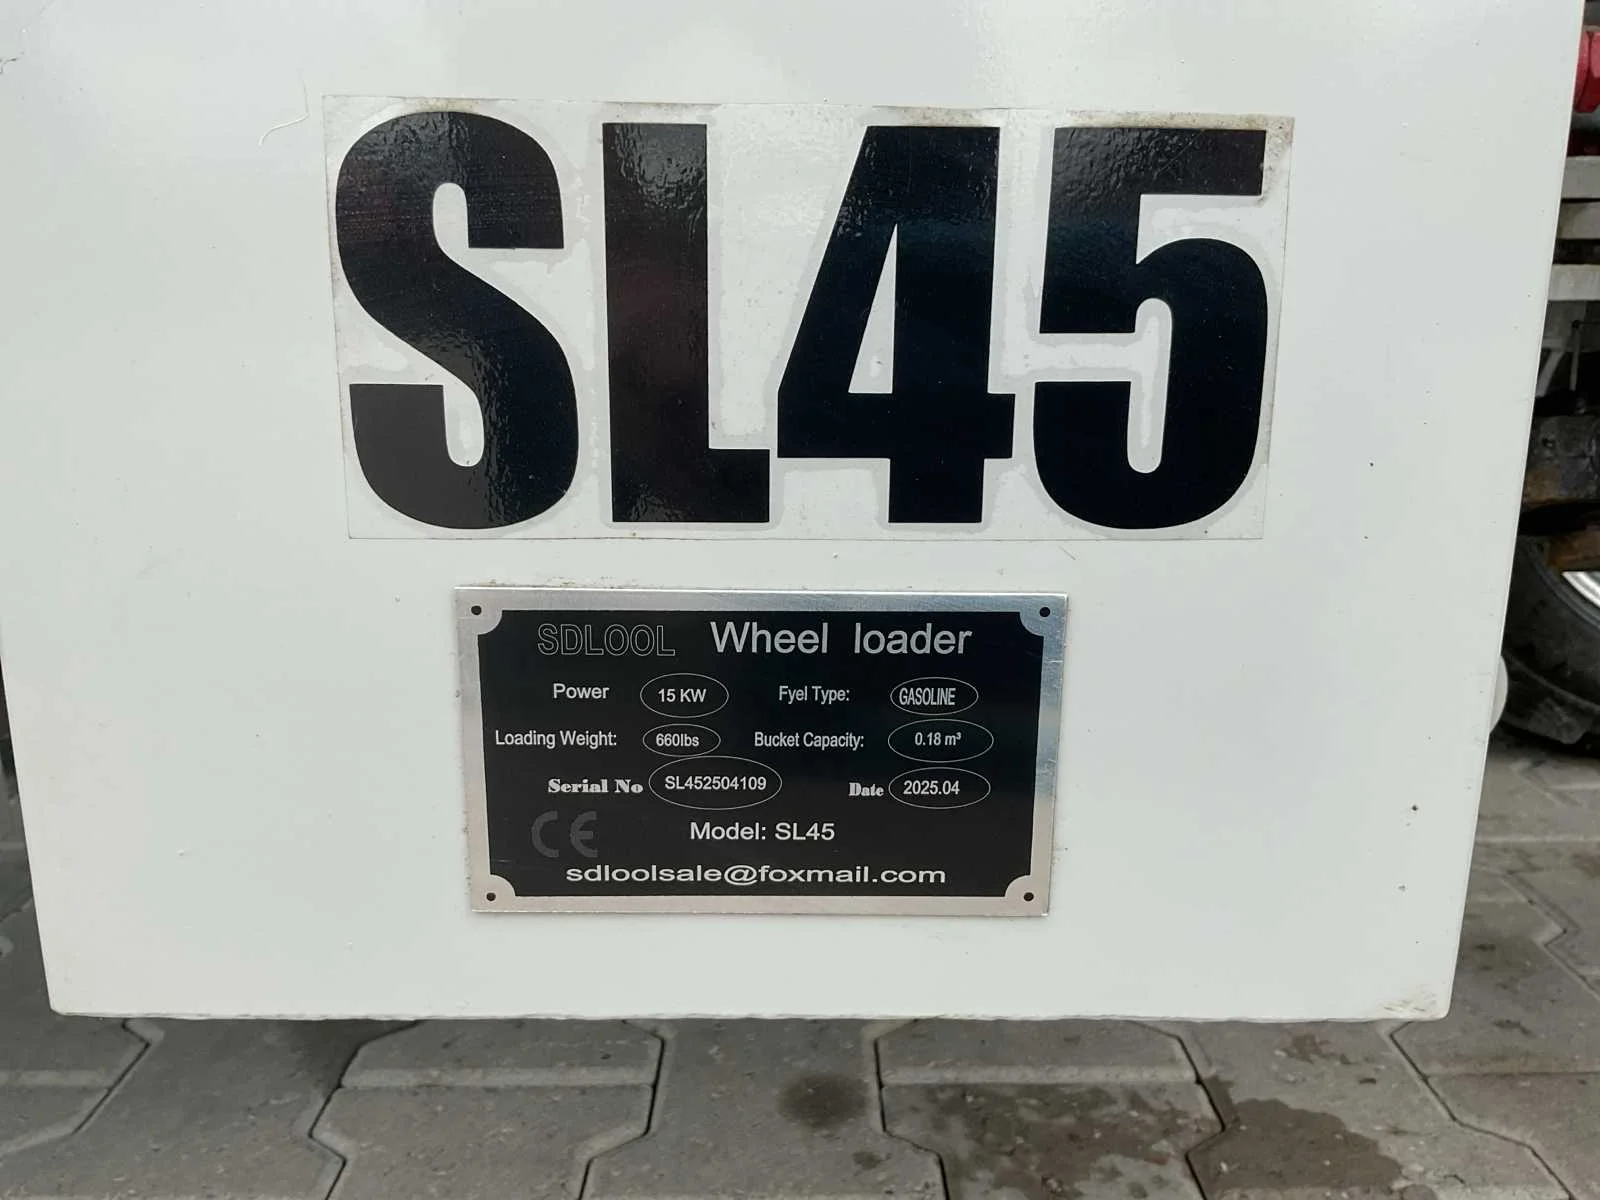 SL45
SDLOOL Wheel loader
Power 15 KW Fyel Type: GASOLINE
Loading Weight: 660lbs Bucket Capacity: 0.18 m³
Serial No SL452504109 Date 2025.04
CE Model: SL45
sdloolsale@foxmail.com